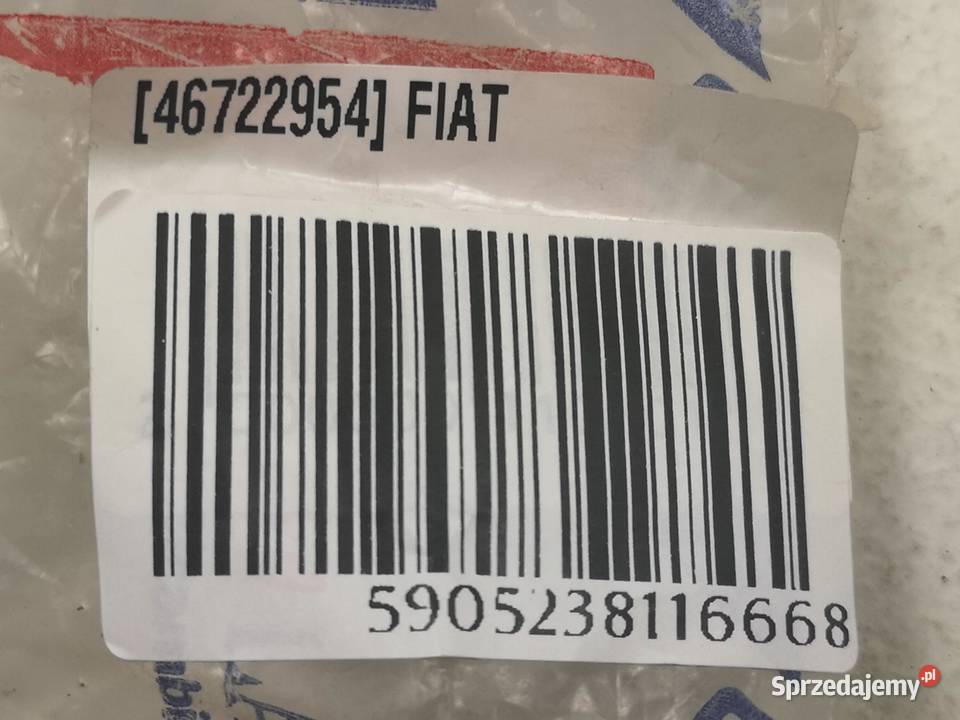 [46722954] FIAT
5905238116668
Sprzedajemy.pl